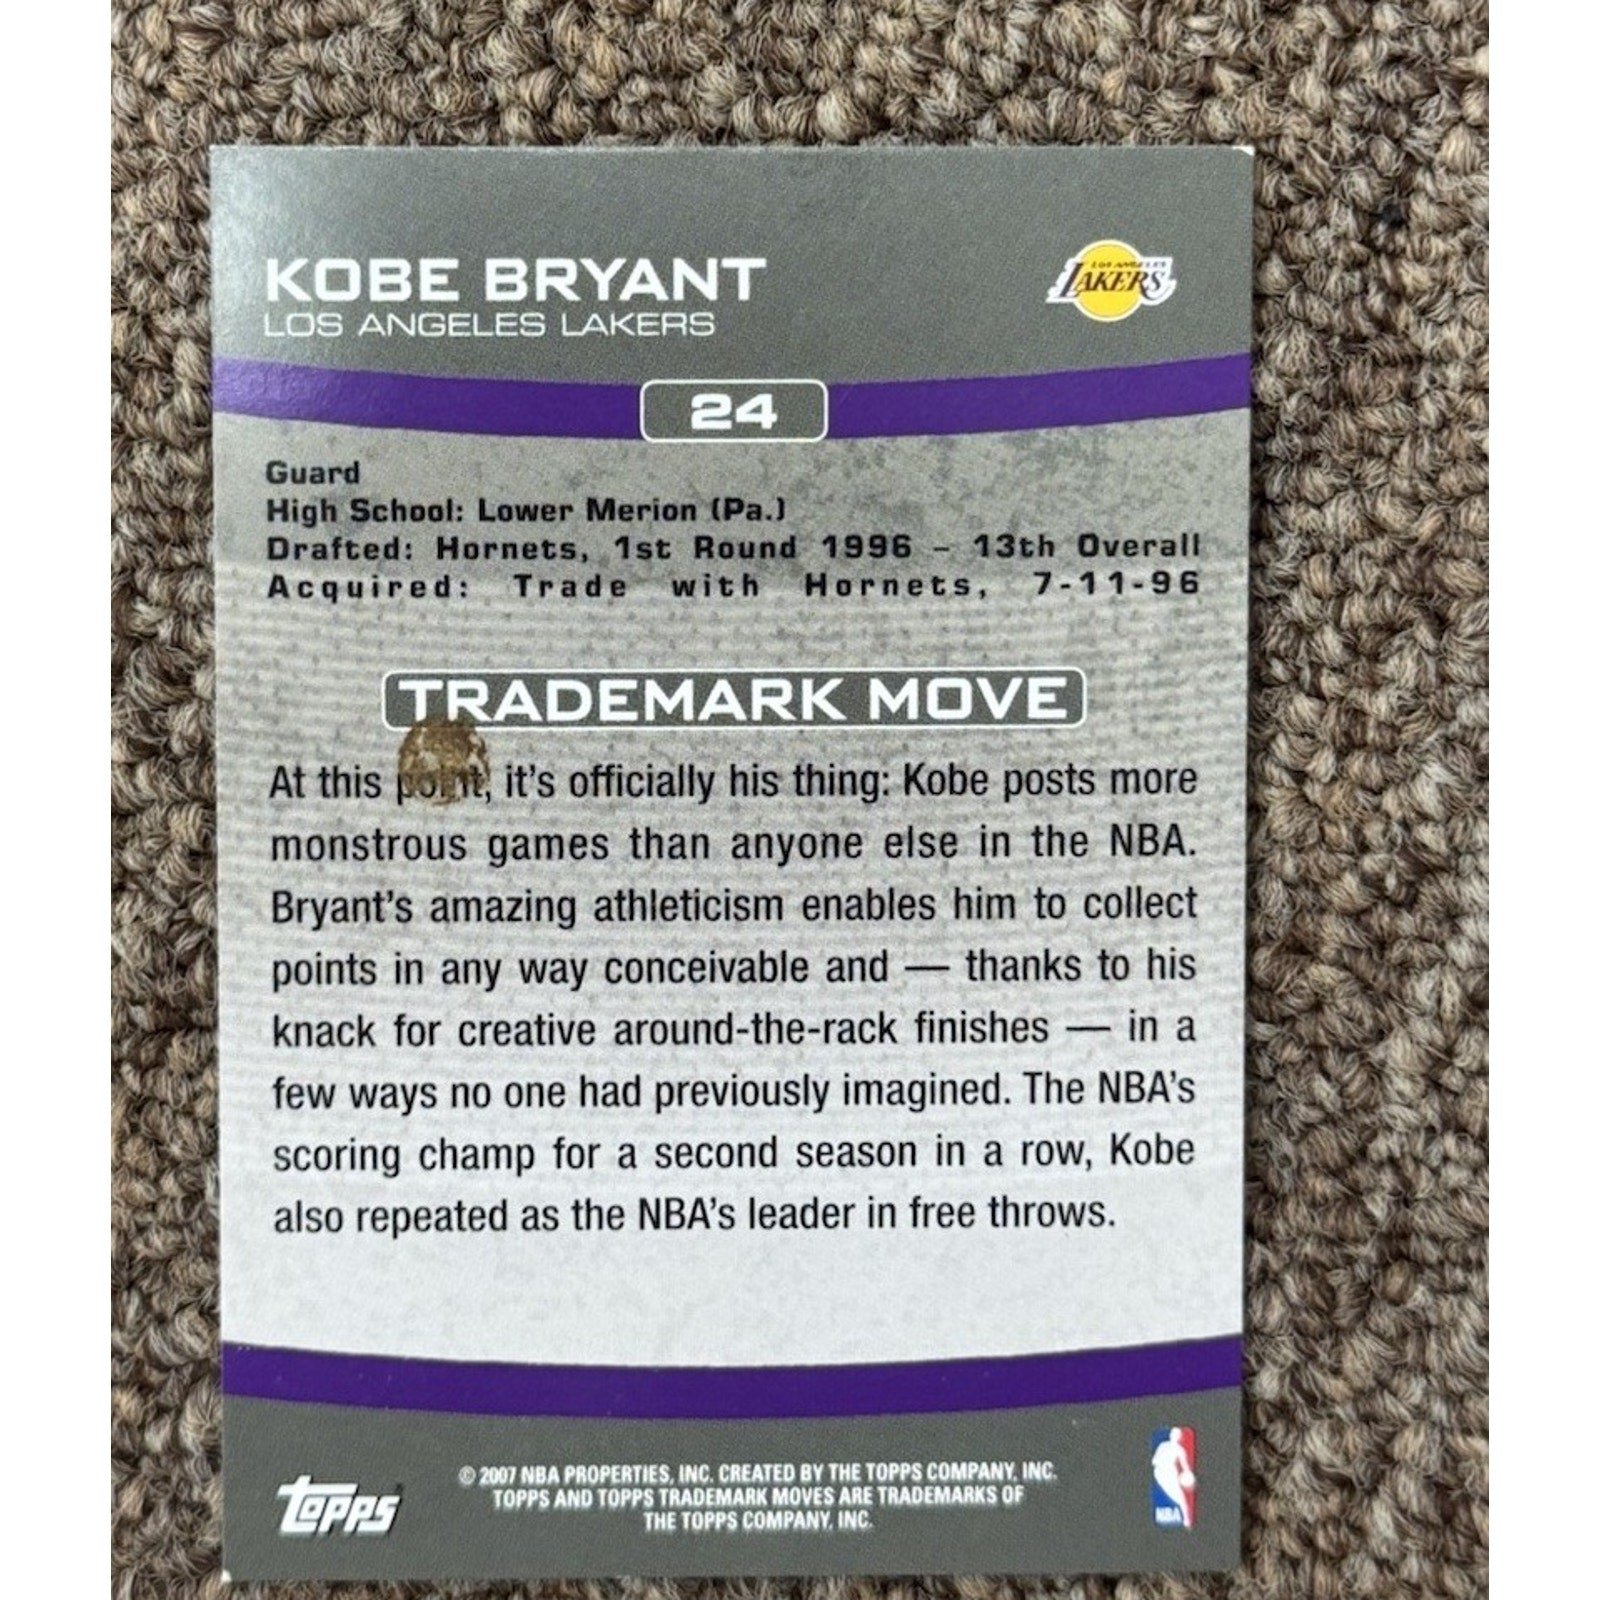 KOBE BRYANT
LOS ANGELES LAKERS
LOS ANGELES
LAKERS
24
Guard
High School: Lower Merion (Pa.)
Drafted: Hornets, 1st Round 1996 – 13th Overall
Acquired: Trade with Hornets, 7-11-96
TRADEMARK MOVE
At this point, it's officially his thing: Kobe posts more
monstrous games than anyone else in the NBA.
Bryant's amazing athleticism enables him to collect
points in any way conceivable and — thanks to his
knack for creative around-the-rack finishes — in a
few ways no one had previously imagined. The NBA's
scoring champ for a second season in a row, Kobe
also repeated as the NBA's leader in free throws.
Topps
© 2007 NBA PROPERTIES, INC. CREATED BY THE TOPPS COMPANY, INC.
TOPPS AND TOPPS TRADEMARK MOVES ARE TRADEMARKS OF
THE TOPPS COMPANY, INC.
NBA